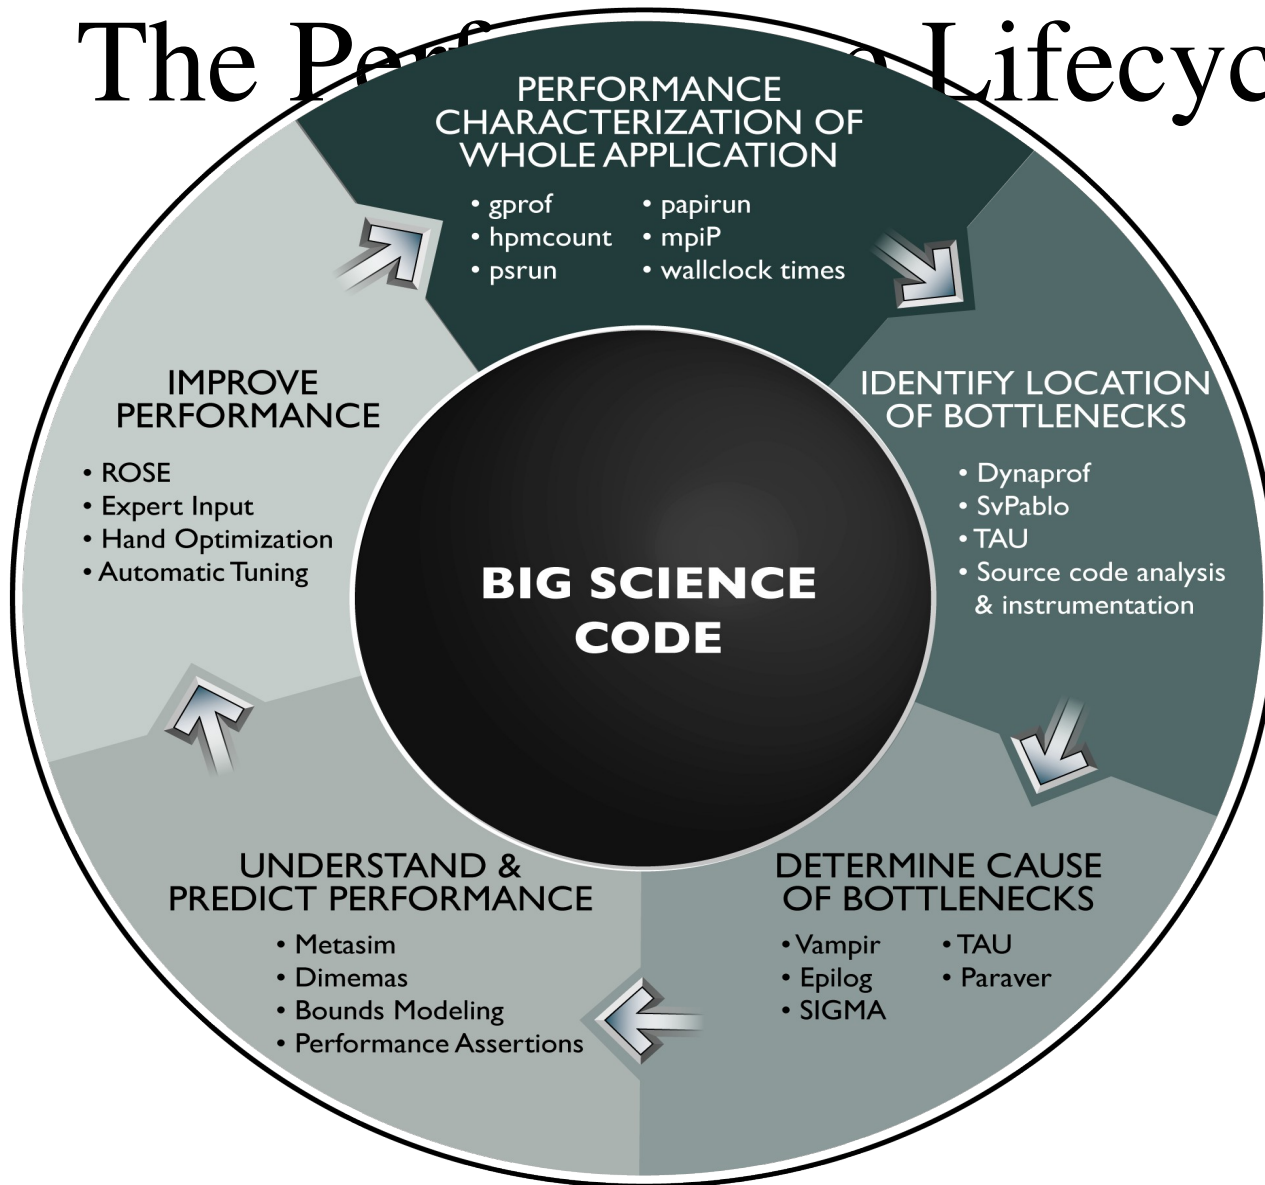 The Lifecyc
PERFORMANCE
CHARACTERIZATION OF
WHOLE APPLICATION
• gprof
• hpmcount
• psrun
• papirun
• mpiP
• wallclock times
IDENTIFY LOCATION
OF BOTTLENECKS
• Dynaprof
• SvPablo
• TAU
• Source code analysis
& instrumentation
DETERMINE CAUSE
OF BOTTLENECKS
• Vampir
• Epilog
• SIGMA
• TAU
• Paraver
UNDERSTAND &
PREDICT PERFORMANCE
• Metasim
• Dimemas
• Bounds Modeling
• Performance Assertions
IMPROVE
PERFORMANCE
• ROSE
• Expert Input
• Hand Optimization
• Automatic Tuning
BIG SCIENCE
CODE